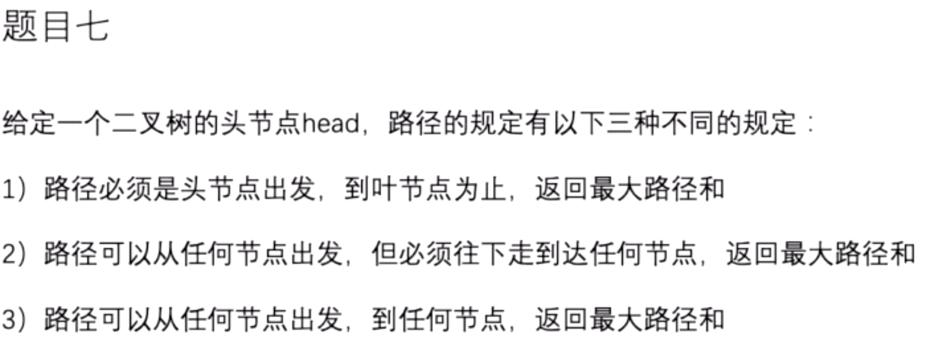 题目七
给定一个二叉树的头节点head，路径的规定有以下三种不同的规定：
1）路径必须是头节点出发，到叶节点为止，返回最大路径和
2）路径可以从任何节点出发，但必须往下走到达任何节点，返回最大路径和
3）路径可以从任何节点出发，到任何节点，返回最大路径和